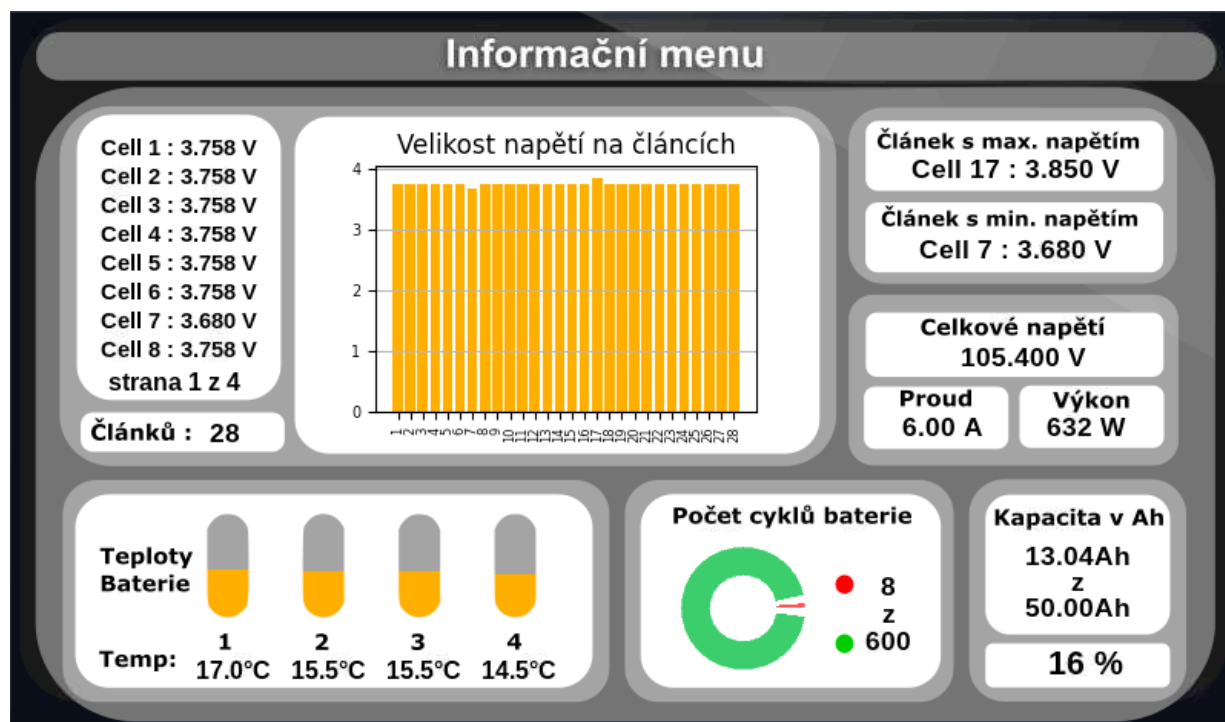 Informační menu
Cell 1 : 3.758 V
Cell 2 : 3.758 V
Cell 3 : 3.758 V
Cell 4 : 3.758 V
Cell 5 : 3.758 V
Cell 6 : 3.758 V
Cell 7 : 3.680 V
Cell 8 : 3.758 V
strana 1 z 4
Článků : 28
Velikost napětí na článcích
4
3
2
1
0
1 2 3 4 5 6 7 8 9 10 11 12 13 14 15 16 17 18 19 20 21 22 23 24 25 26 27 28
Článek s max. napětím
Cell 17 : 3.850 V
Článek s min. napětím
Cell 7 : 3.680 V
Celkové napětí
105.400 V
Proud
6.00 A
Výkon
632 W
Teploty
Baterie
1 2 3 4
Temp: 17.0°C 15.5°C 15.5°C 14.5°C
Počet cyklů baterie
8
z
600
Kapacita v Ah
13.04Ah
z
50.00Ah
16 %